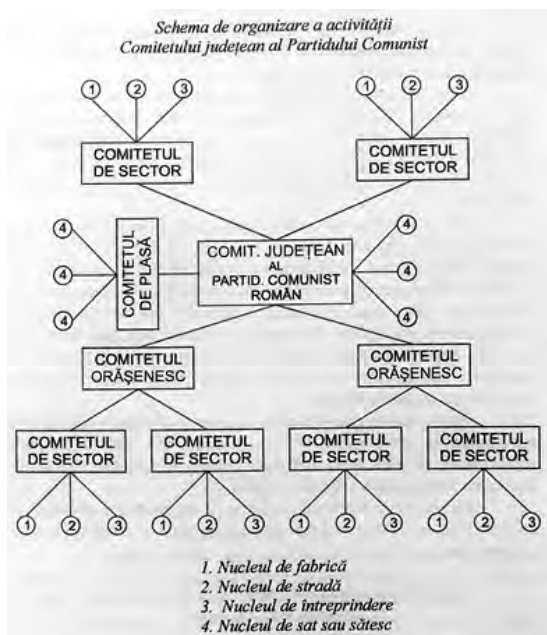 Schema de organizare a activității
Comitetului județean al Partidului Comunist
1 2 3
1 2 3
COMITETUL
DE SECTOR
COMITETUL
DE SECTOR
4
4
4
COMITETUL
DE PLASĂ
COMIT. JUDEȚEAN
AL
PARTID. COMUNIST
ROMÂN
4
4
4
COMITETUL
ORĂȘENESC
COMITETUL
ORĂȘENESC
COMITETUL
DE SECTOR
COMITETUL
DE SECTOR
COMITETUL
DE SECTOR
COMITETUL
DE SECTOR
1 2 3
1 2 3
1 2 3
1 2 3
1. Nucleul de fabrică
2. Nucleul de stradă
3. Nucleul de întreprindere
4. Nucleul de sat sau sătesc